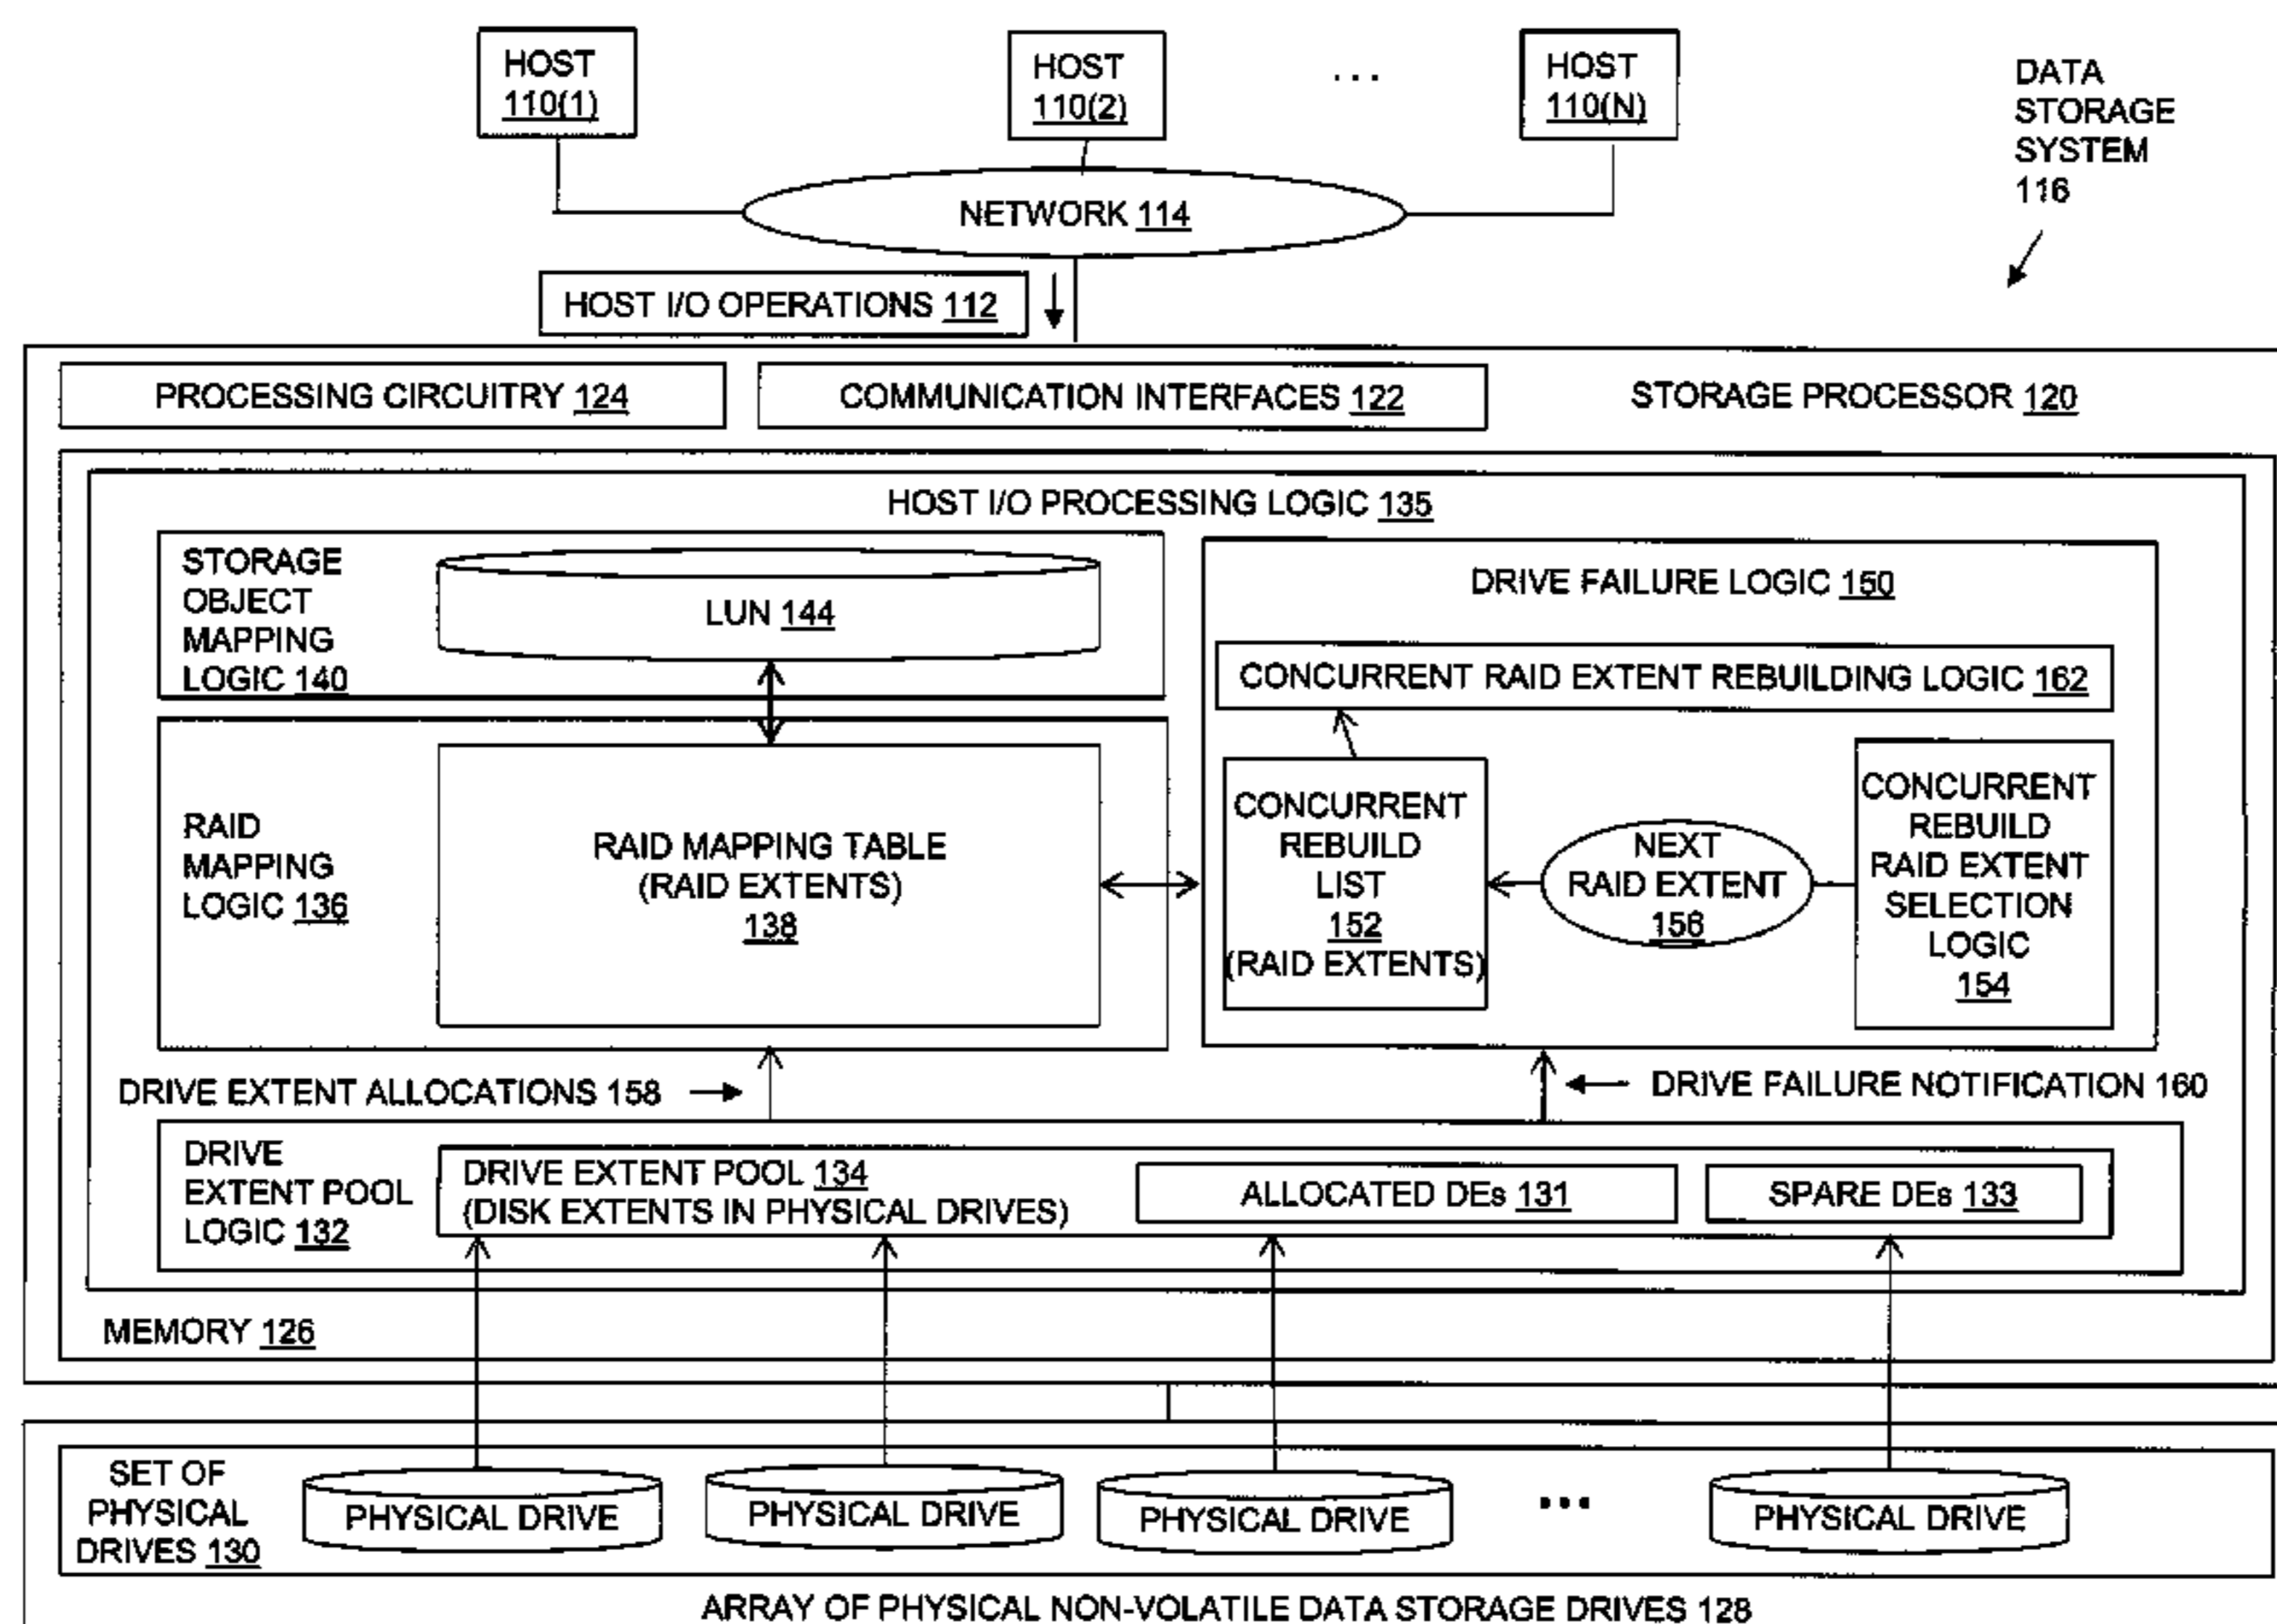 HOST
110(1)
HOST
110(2)
...
HOST
110(N)
DATA
STORAGE
SYSTEM
116
NETWORK 114
HOST I/O OPERATIONS 112
PROCESSING CIRCUITRY 124
COMMUNICATION INTERFACES 122
STORAGE PROCESSOR 120
HOST I/O PROCESSING LOGIC 135
STORAGE
OBJECT
MAPPING
LOGIC 140
LUN 144
DRIVE FAILURE LOGIC 150
CONCURRENT RAID EXTENT REBUILDING LOGIC 162
RAID
MAPPING
LOGIC 136
RAID MAPPING TABLE
(RAID EXTENTS)
138
CONCURRENT
REBUILD
LIST
152
(RAID EXTENTS)
NEXT
RAID EXTENT
156
CONCURRENT
REBUILD
RAID EXTENT
SELECTION
LOGIC
154
DRIVE EXTENT ALLOCATIONS 158
DRIVE FAILURE NOTIFICATION 160
DRIVE
EXTENT POOL
LOGIC 132
DRIVE EXTENT POOL 134
(DISK EXTENTS IN PHYSICAL DRIVES)
ALLOCATED DEs 131
SPARE DEs 133
MEMORY 126
SET OF
PHYSICAL
DRIVES 130
PHYSICAL DRIVE
PHYSICAL DRIVE
PHYSICAL DRIVE
...
PHYSICAL DRIVE
ARRAY OF PHYSICAL NON-VOLATILE DATA STORAGE DRIVES 128